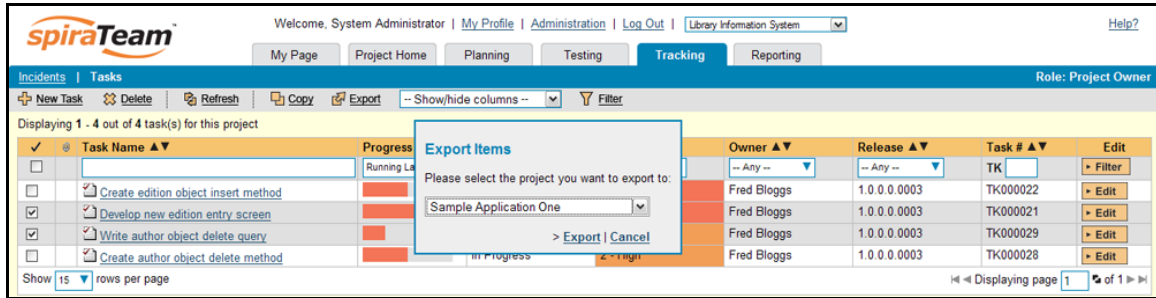 spiraTeam
Welcome, System Administrator | My Profile | Administration | Log Out | Library Information System Help?
My Page Project Home Planning Testing Tracking Reporting
Incidents | Tasks Role: Project Owner
New Task Delete Refresh Copy Export -- Show/hide columns -- Filter
Displaying 1 - 4 out of 4 task(s) for this project
Task Name ▲▼ Progress Owner ▲▼ Release ▲▼ Task # ▲▼ Edit
Running La -- Any -- -- Any -- TK Filter
Export Items
Please select the project you want to export to:
Sample Application One
> Export | Cancel
Create edition object insert method Fred Bloggs 1.0.0.0.0003 TK000022 Edit
Develop new edition entry screen Fred Bloggs 1.0.0.0.0003 TK000021 Edit
Write author object delete query Fred Bloggs 1.0.0.0.0003 TK000029 Edit
Create author object delete method In Progress 2 - High Fred Bloggs 1.0.0.0.0003 TK000028 Edit
Show 15 rows per page Displaying page 1 of 1